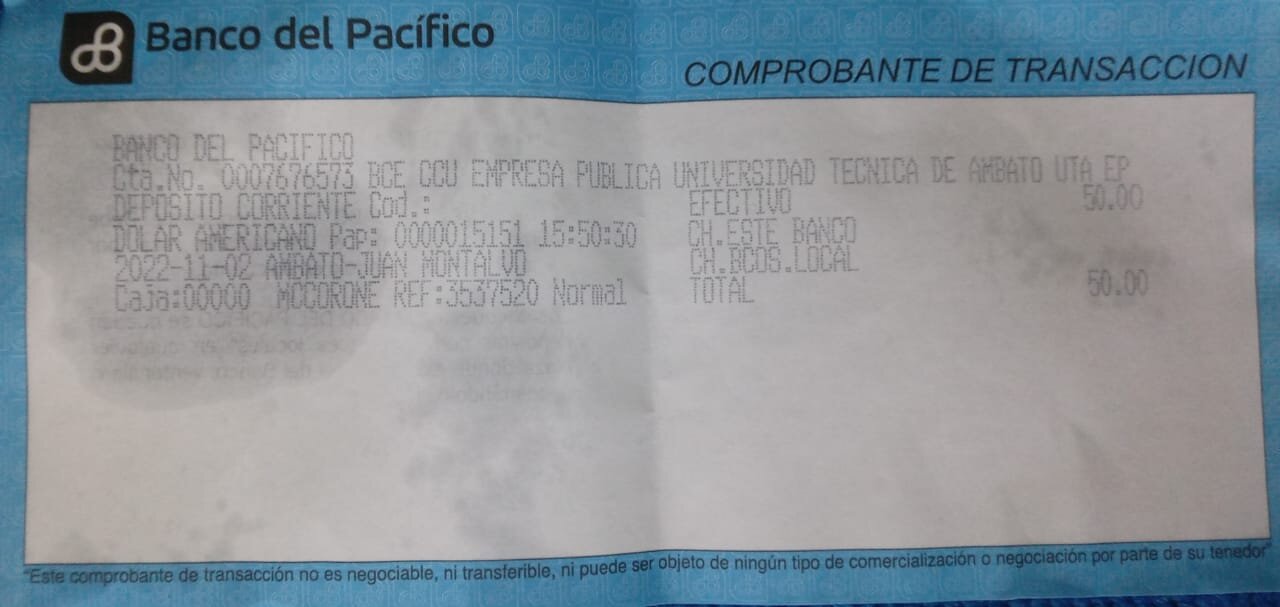 Banco del Pacífico
COMPROBANTE DE TRANSACCION
BANCO DEL PACIFICO
Cta.No. 0007676573 BCE CCU EMPRESA PUBLICA UNIVERSIDAD TECNICA DE AMBATO UTA EP
DEPOSITO CORRIENTE Cod.: EFECTIVO 50.00
DOLAR AMERICANO Pap: 0000015151 15:50:30 CH.ESTE BANCO
2022-11-02 AMBATO-JUAN MONTALVO CH.BCOS.LOCAL
Caja:00000 MCCORONE REF:3537520 Normal TOTAL 50.00
"Este comprobante de transacción no es negociable, ni transferible, ni puede ser objeto de ningún tipo de comercialización o negociación por parte de su tenedor"